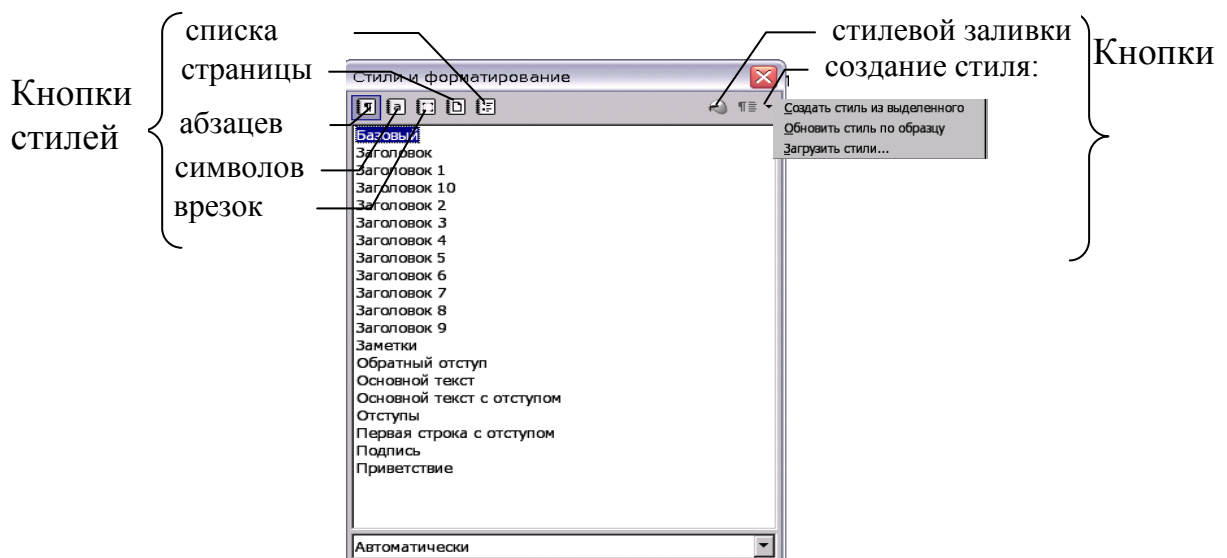 Кнопки
стилей
списка
страницы
абзацев
символов
врезок
стилевой заливки
создание стиля:
Кнопки
Стили и форматирование
Создать стиль из выделенного
Обновить стиль по образцу
Загрузить стили...
Базовый
Заголовок
Заголовок 1
Заголовок 10
Заголовок 2
Заголовок 3
Заголовок 4
Заголовок 5
Заголовок 6
Заголовок 7
Заголовок 8
Заголовок 9
Заметки
Обратный отступ
Основной текст
Основной текст с отступом
Отступы
Первая строка с отступом
Подпись
Приветствие
Автоматически